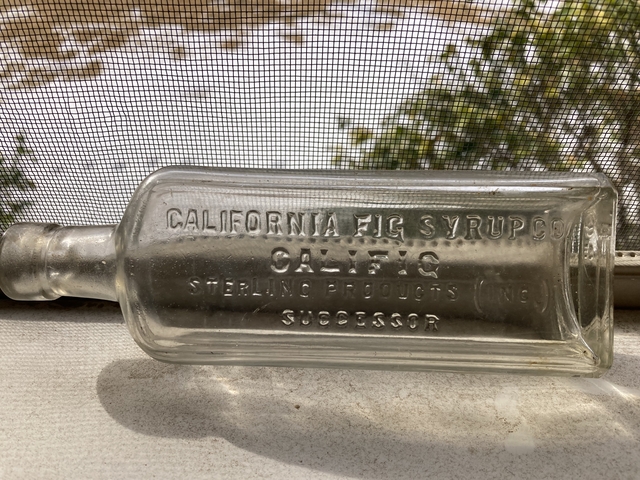 CALIFORNIA FIG SYRUP CO
CALIFIG
STERLING PRODUCTS (INC)
SUCCESSOR